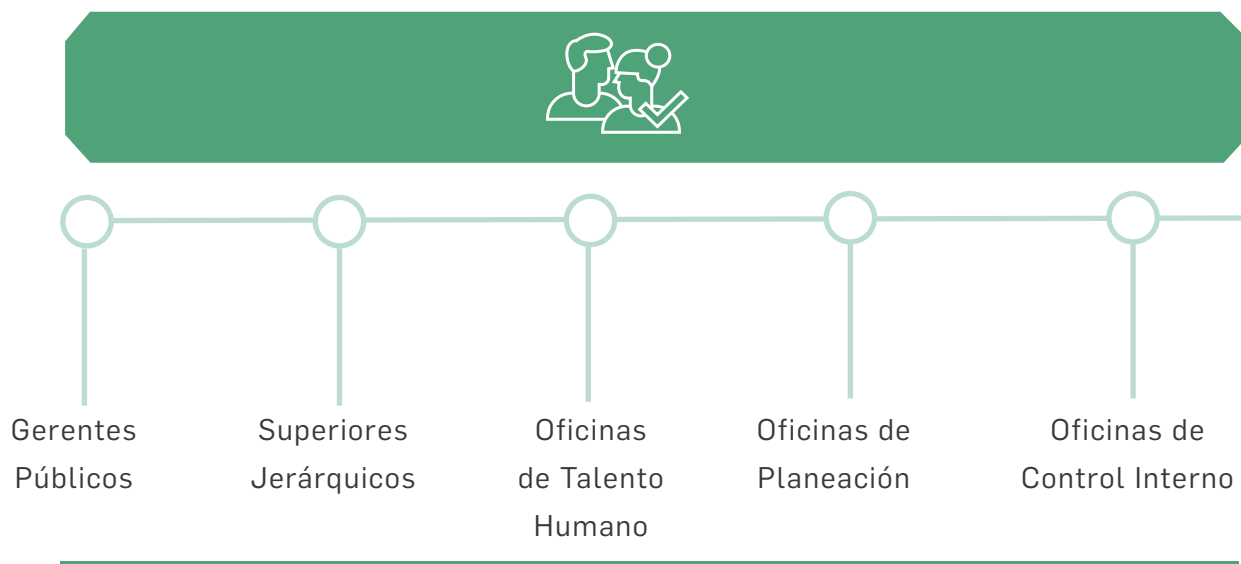 Gerentes
Públicos
Superiores
Jerárquicos
Oficinas
de Talento
Humano
Oficinas de
Planeación
Oficinas de
Control Interno